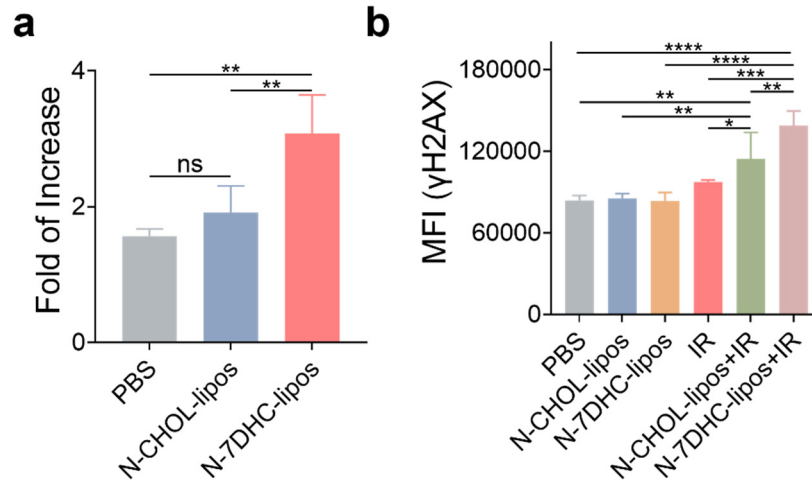 a
Fold of Increase
4
2
0
**
**
ns
PBS
N-CHOL-lipos
N-7DHC-lipos
b
MFI (γH2AX)
180000
120000
60000
0
****
****
***
**
**
**
*
PBS
N-CHOL-lipos
N-7DHC-lipos
IR
N-CHOL-lipos+IR
N-7DHC-lipos+IR